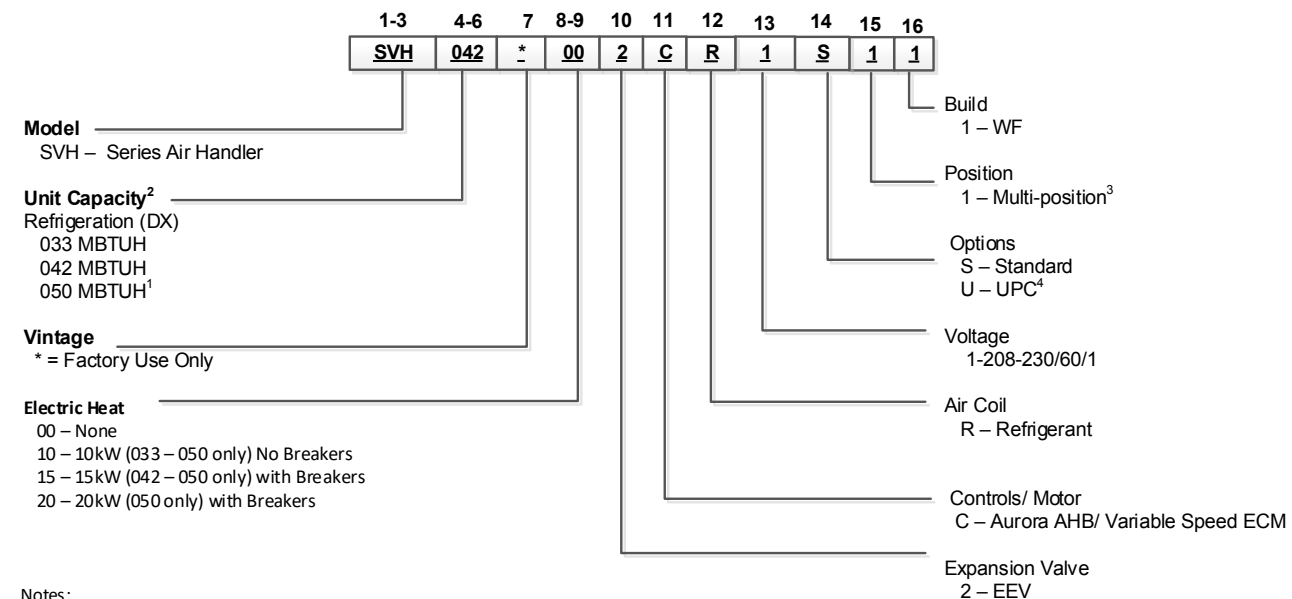 1-3 4-6 7 8-9 10 11 12 13 14 15 16
SVH 042 * 00 2 C R 1 S 1 1
Model
SVH – Series Air Handler
Unit Capacity2
Refrigeration (DX)
033 MBTUH
042 MBTUH
050 MBTUH1
Vintage
* = Factory Use Only
Electric Heat
00 – None
10 – 10kW (033 – 050 only) No Breakers
15 – 15kW (042 – 050 only) with Breakers
20 – 20kW (050 only) with Breakers
Notes:
Build
1 – WF
Position
1 – Multi-position3
Options
S – Standard
U – UPC4
Voltage
1-208-230/60/1
Air Coil
R – Refrigerant
Controls/ Motor
C – Aurora AHB/ Variable Speed ECM
Expansion Valve
2 – EEV